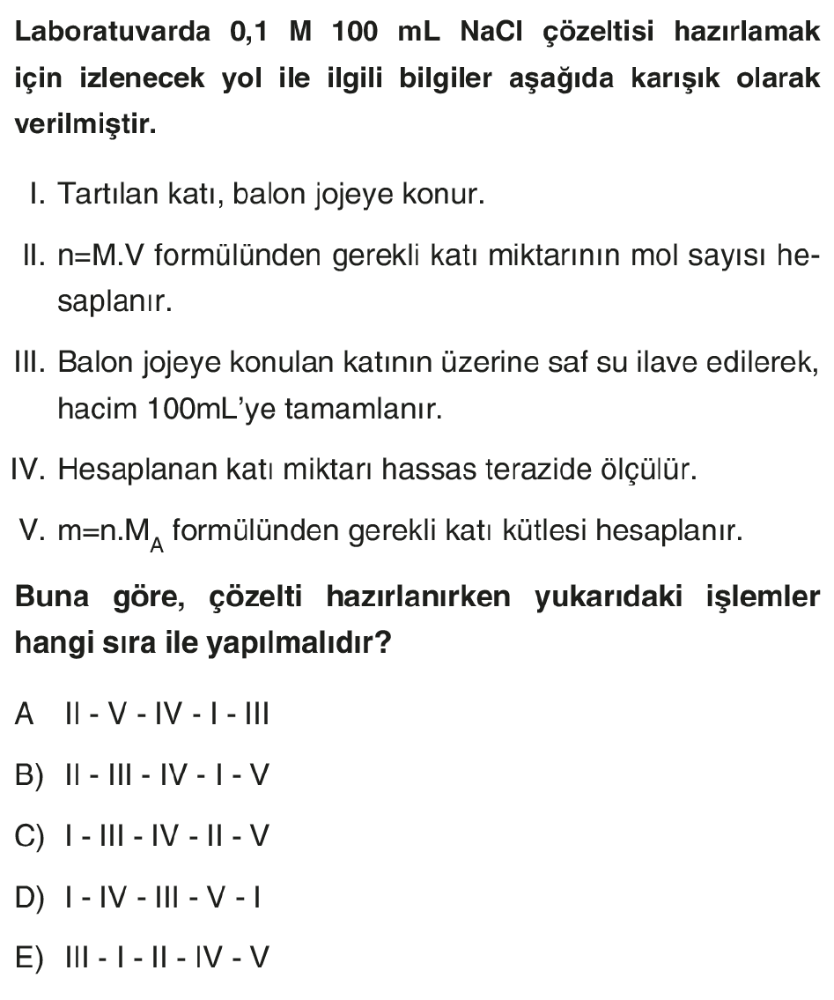 Laboratuvarda 0,1 M 100 mL NaCl çözeltisi hazırlamak
için izlenecek yol ile ilgili bilgiler aşağıda karışık olarak
verilmiştir.
I. Tartılan katı, balon jojeye konur.
II. n=M.V formülünden gerekli katı miktarının mol sayısı he-
saplanır.
III. Balon jojeye konulan katının üzerine saf su ilave edilerek,
hacim 100mL’ye tamamlanır.
IV. Hesaplanan katı miktarı hassas terazide ölçülür.
V. m=n.M_A formülünden gerekli katı kütlesi hesaplanır.
Buna göre, çözelti hazırlanırken yukarıdaki işlemler
hangi sıra ile yapılmalıdır?
A II - V - IV - I - III
B) II - III - IV - I - V
C) I - III - IV - II - V
D) I - IV - III - V - I
E) III - I - II - IV - V